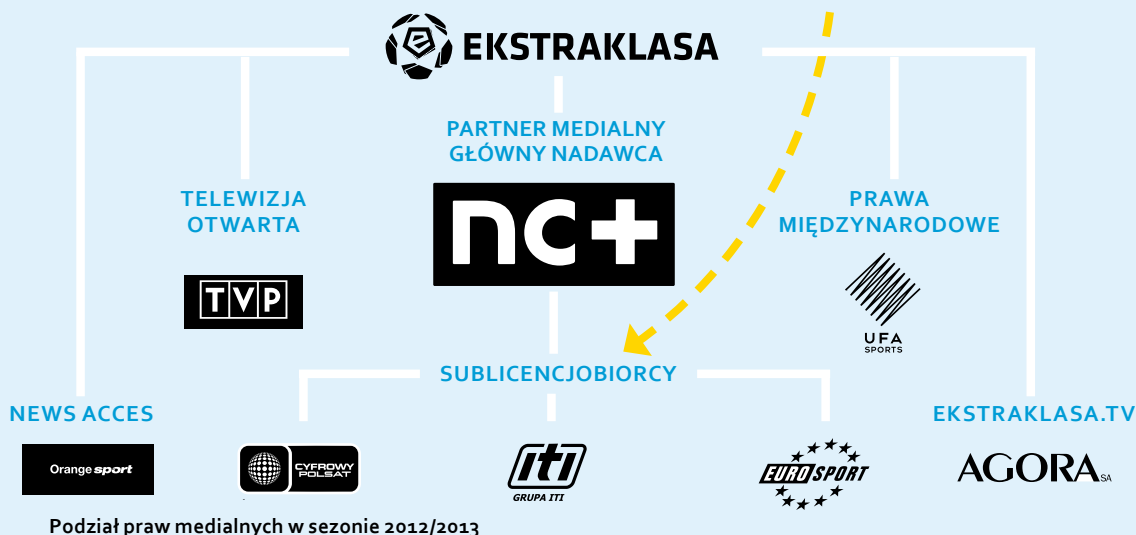 EKSTRAKLASA
PARTNER MEDIALNY
GŁÓWNY NADAWCA
nc+
TELEWIZJA
OTWARTA
TVP
PRAWA
MIĘDZYNARODOWE
UFA
SPORTS
SUBLICENCJOBIORCY
NEWS ACCES
Orange sport
CYFROWY
POLSAT
iti
GRUPA ITI
EUROSPORT
EKSTRAKLASA.TV
AGORA SA
Podział praw medialnych w sezonie 2012/2013